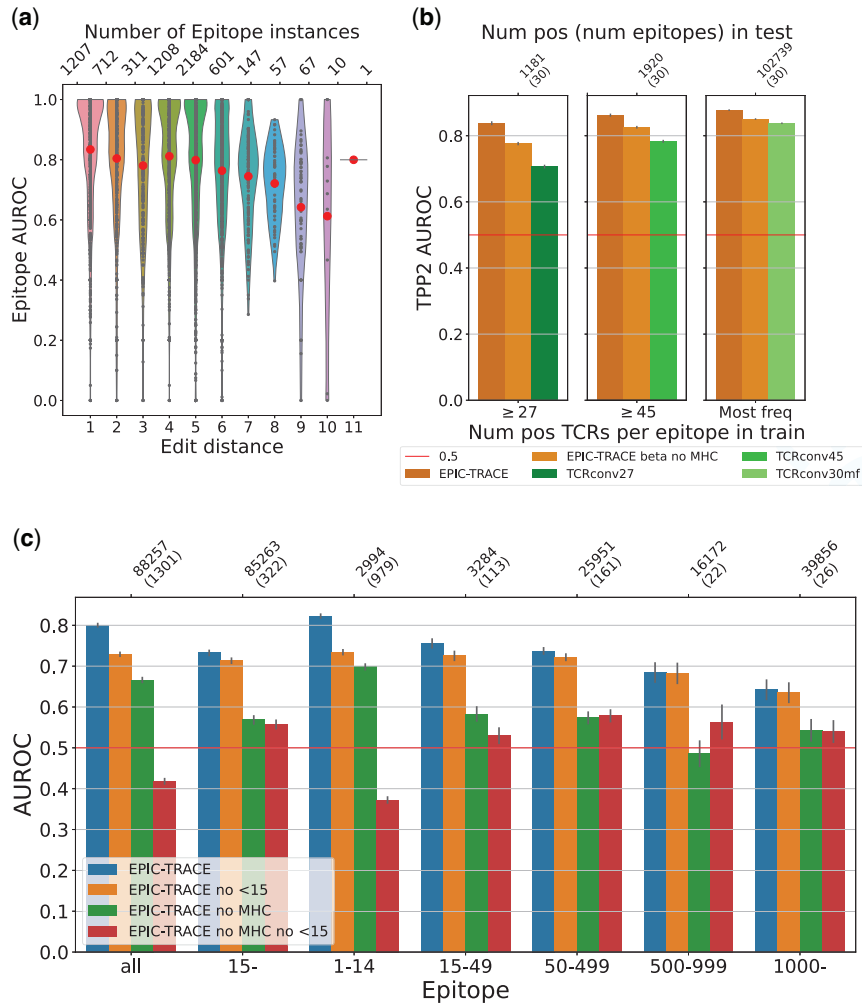 (a)
Number of Epitope instances
1207 712 311 1208 2184 601 147 57 67 10 1
Epitope AUROC
1.0
0.8
0.6
0.4
0.2
0.0
1 2 3 4 5 6 7 8 9 10 11
Edit distance
(b)
Num pos (num epitopes) in test
1181 (30) 1920 (30) 102739 (30)
TPP2 AUROC
0.8
0.6
0.4
0.2
0.0
≥ 27 ≥ 45 Most freq
Num pos TCRs per epitope in train
0.5 EPIC-TRACE beta no MHC TCRconv45
EPIC-TRACE TCRconv27 TCRconv30mf
(c)
88257 (1301) 85263 (322) 2994 (979) 3284 (113) 25951 (161) 16172 (22) 39856 (26)
AUROC
0.8
0.7
0.6
0.5
0.4
0.3
0.2
0.1
0.0
EPIC-TRACE
EPIC-TRACE no <15
EPIC-TRACE no MHC
EPIC-TRACE no MHC no <15
all 15- 1-14 15-49 50-499 500-999 1000-
Epitope